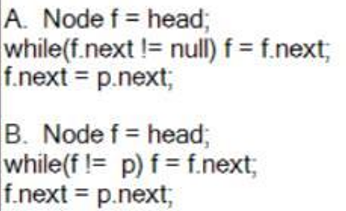 A. Node f = head;
while(f.next != null) f = f.next;
f.next = p.next;
B. Node f = head;
while(f != p) f = f.next;
f.next = p.next;